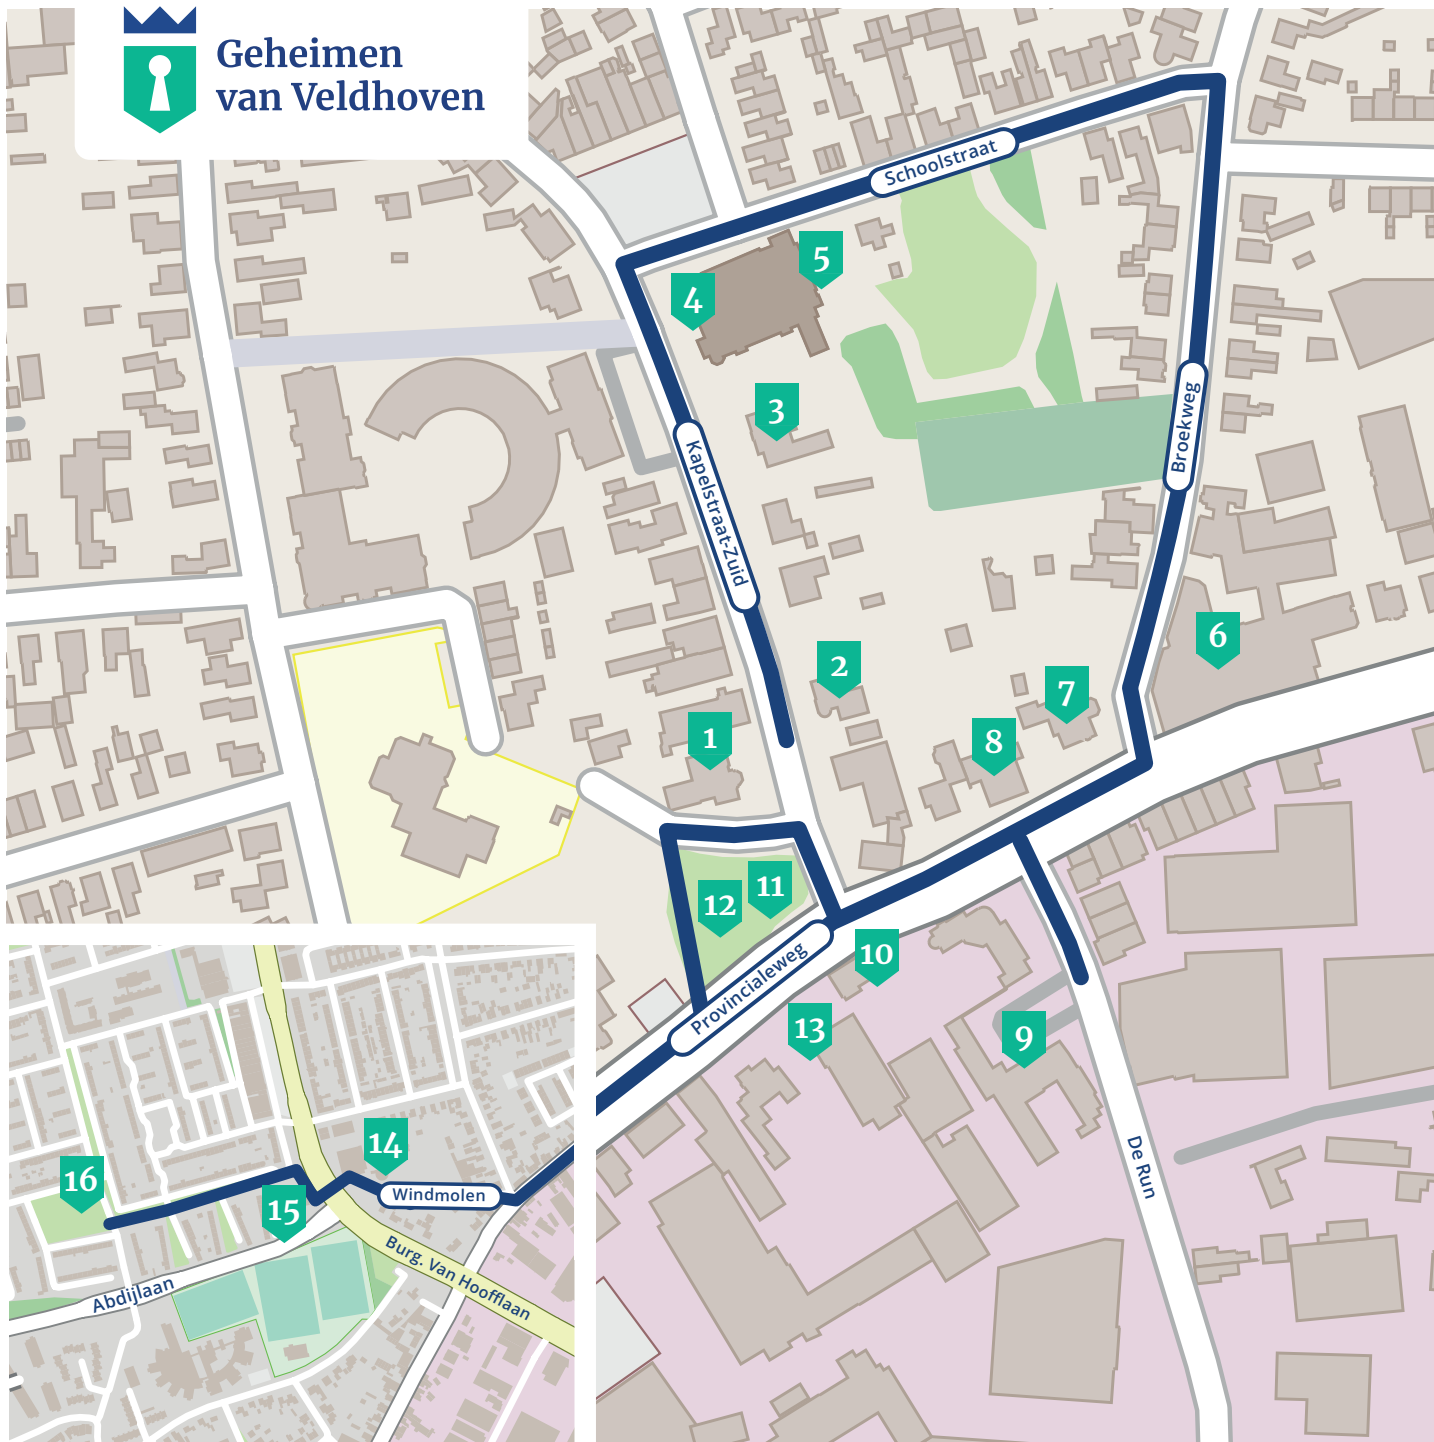 Geheimen
van Veldhoven
Schoolstraat
5
4
3
Broekweg
Kapelstraat-Zuid
6
2
7
1
8
11
12
10
Provincialeweg
13
9
De Run
14
16
Windmolen
15
Burg. Van Hoofflaan
Abdijlaan